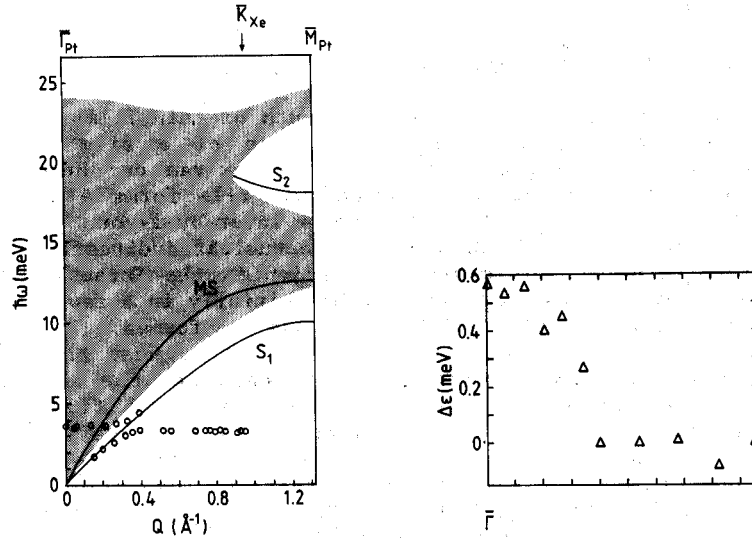 K̄Xe
Γ̄Pt M̄Pt
25
20
15
10
5
0
ħω (meV)
S2
MS
S1
0 0.4 0.8 1.2
Q (Å-1)
0.6
0.4
0.2
0
Δε (meV)
Γ̄